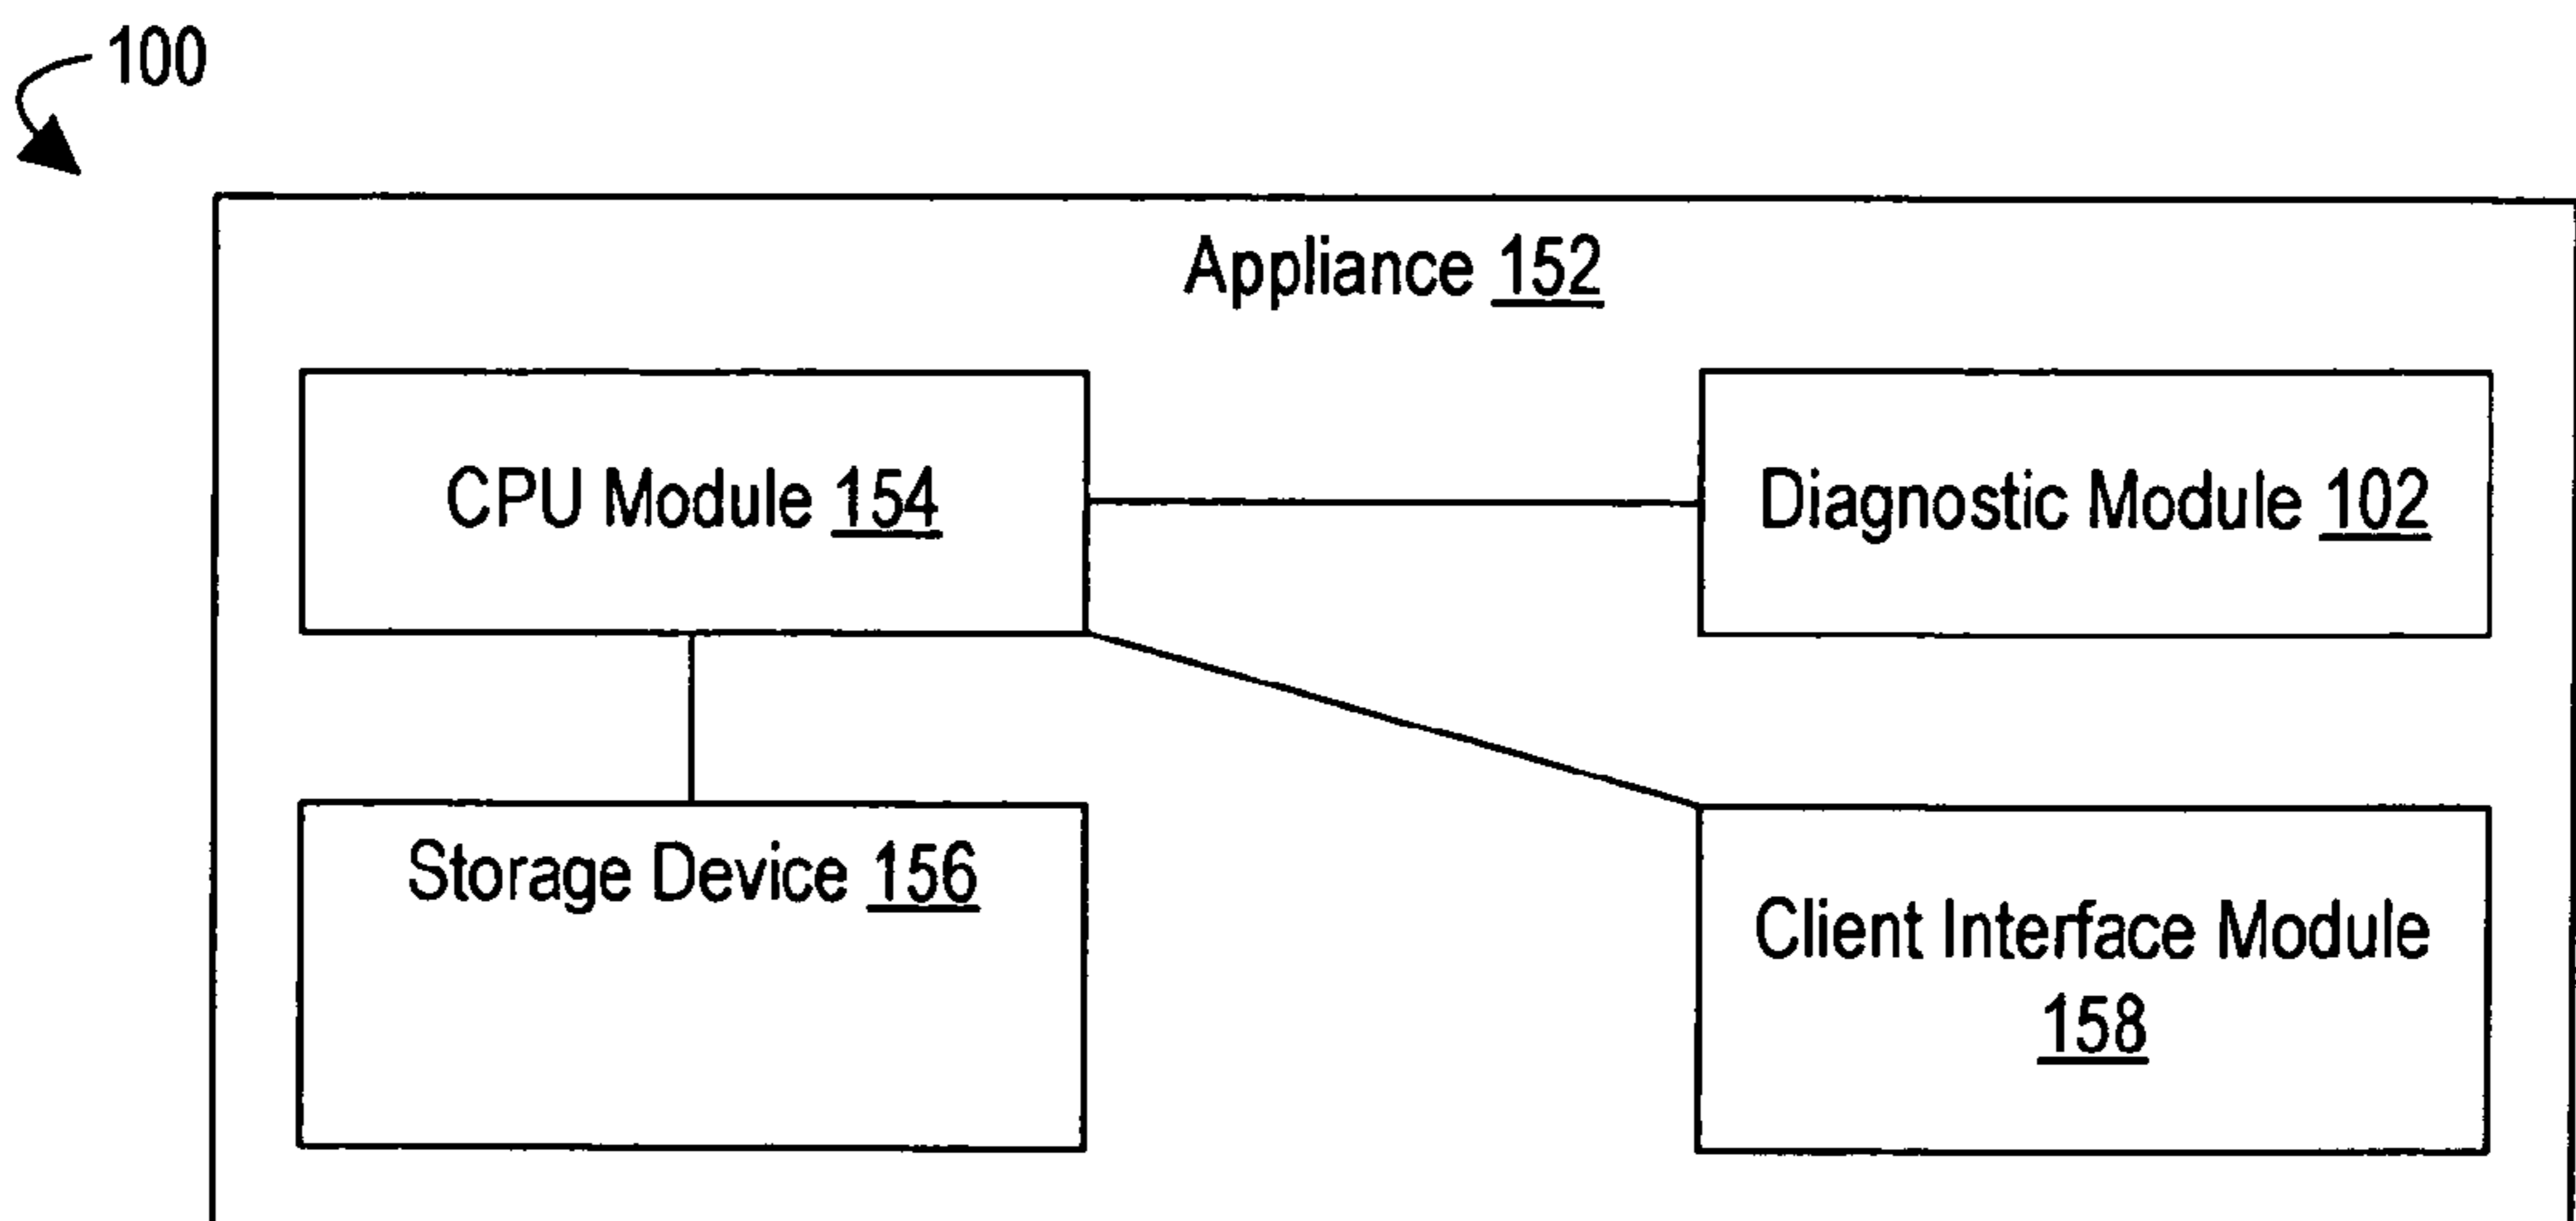 100
Appliance 152
CPU Module 154
Diagnostic Module 102
Storage Device 156
Client Interface Module
158